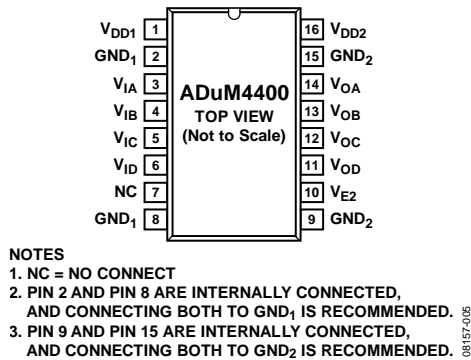 VDD1 1 16 VDD2
GND1 2 15 GND2
VIA 3 14 VOA
VIB 4 13 VOB
VIC 5 12 VOC
VID 6 11 VOD
NC 7 10 VE2
GND1 8 9 GND2
ADuM4400
TOP VIEW
(Not to Scale)
NOTES
1. NC = NO CONNECT
2. PIN 2 AND PIN 8 ARE INTERNALLY CONNECTED,
AND CONNECTING BOTH TO GND1 IS RECOMMENDED.
3. PIN 9 AND PIN 15 ARE INTERNALLY CONNECTED,
AND CONNECTING BOTH TO GND2 IS RECOMMENDED.
08157-005